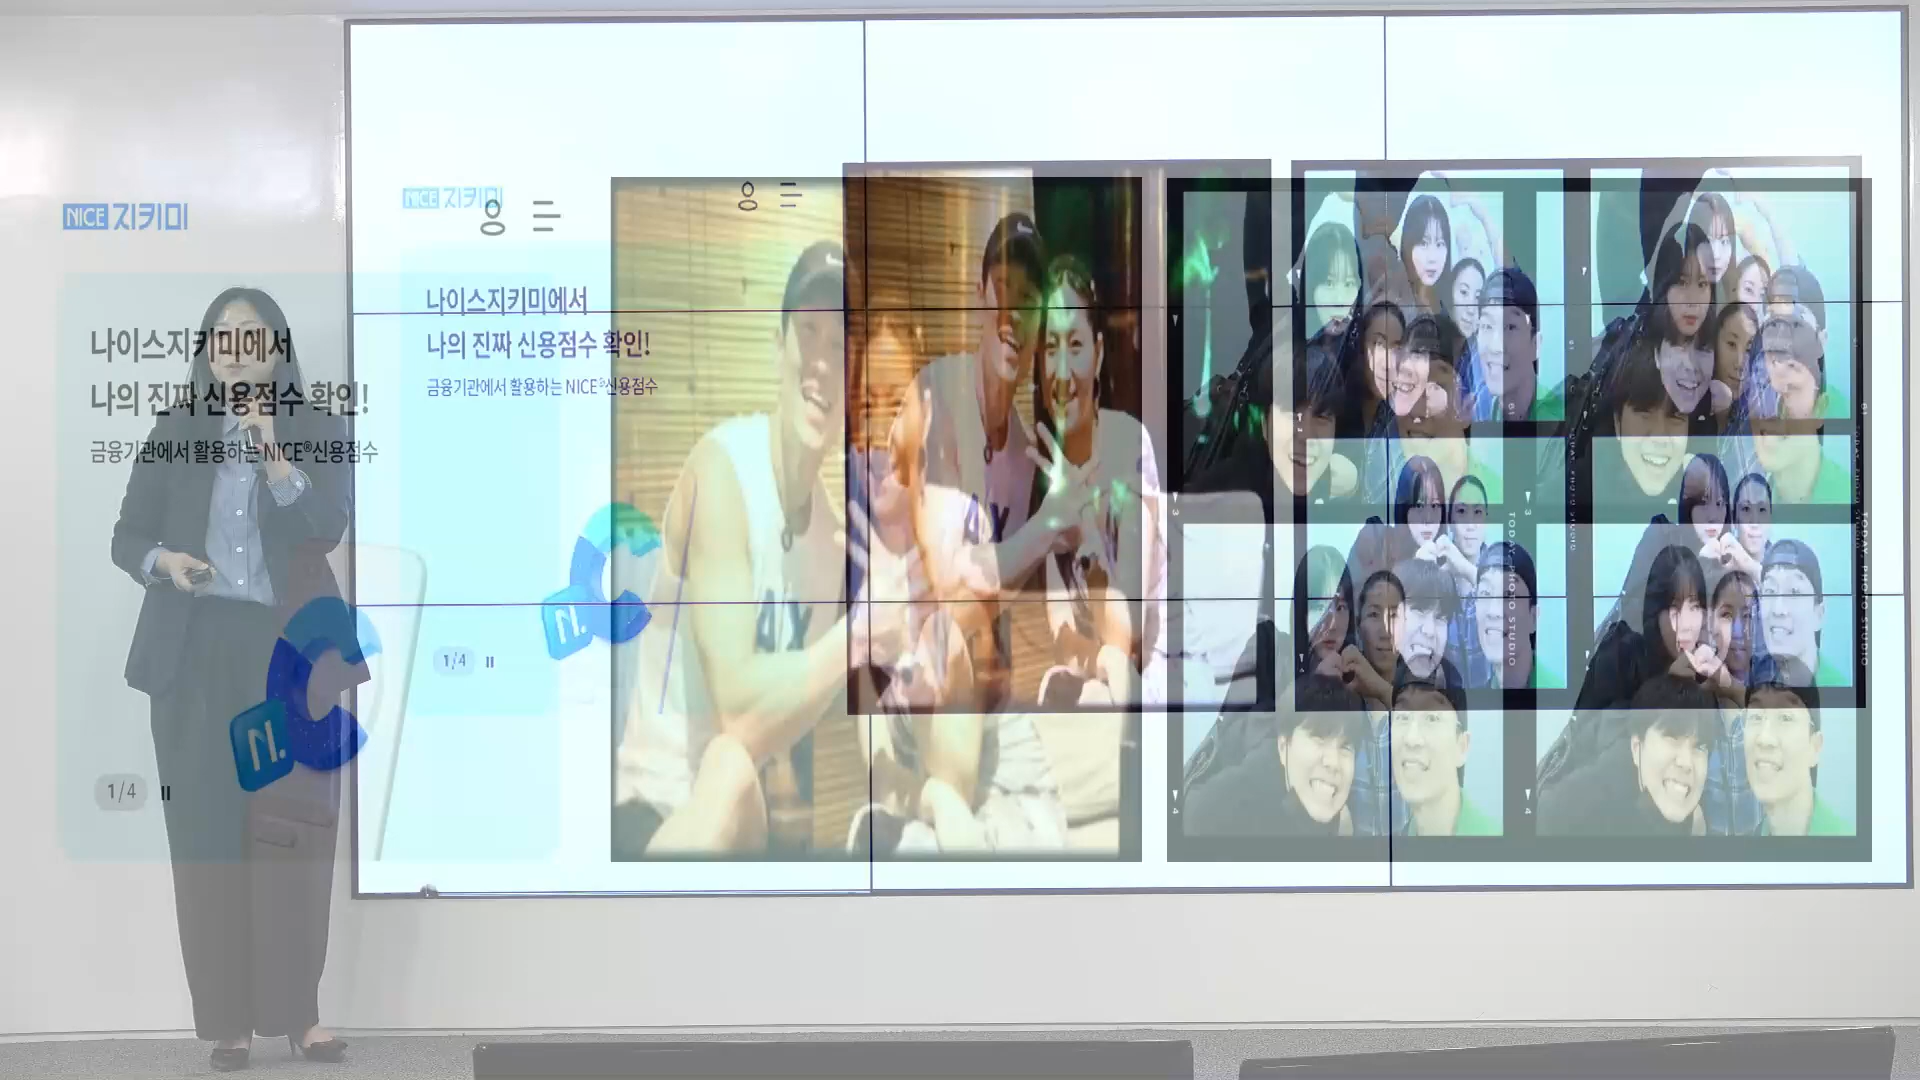 NICE 지키미
나이스지키미에서
나의 진짜 신용점수 확인!
금융기관에서 활용하는 NICE®신용점수
N.
1/4
NICE 지키미
나이스지키미에서
나의 진짜 신용점수 확인!
금융기관에서 활용하는 NICE®신용점수
N.
1/4
TODAY, PHOTO STUDIO
TODAY, PHOTO STUDIO